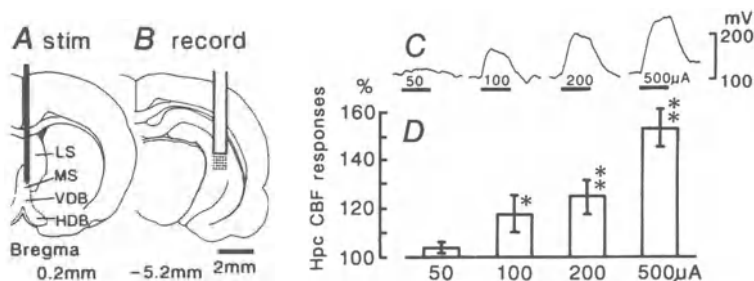 A stim
B record
LS
MS
VDB
HDB
Bregma
0.2mm
-5.2mm
2mm
C
50
100
200
500μA
mV
200
100
D
%
Hpc CBF responses
160
140
120
100
*
**
**
50
100
200
500μA